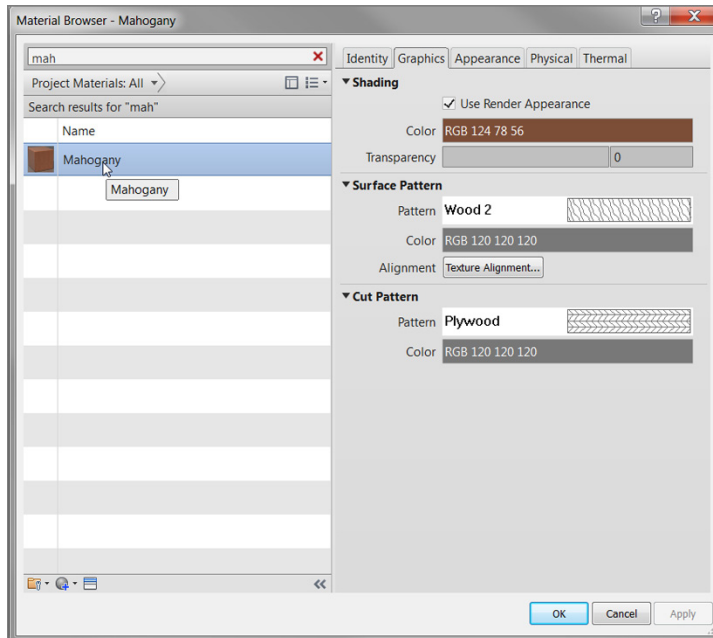 Material Browser - Mahogany
?
X
mah
Project Materials: All
Search results for "mah"
Name
Mahogany
Mahogany
Identity Graphics Appearance Physical Thermal
Shading
Use Render Appearance
Color RGB 124 78 56
Transparency 0
Surface Pattern
Pattern Wood 2
Color RGB 120 120 120
Alignment Texture Alignment...
Cut Pattern
Pattern Plywood
Color RGB 120 120 120
OK Cancel Apply